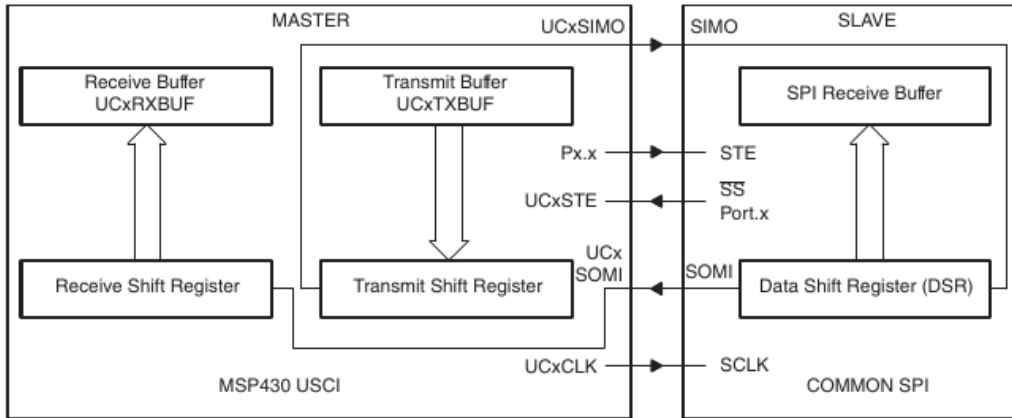 MASTER
UCxSIMO
SIMO
SLAVE
Receive Buffer
UCxRXBUF
Transmit Buffer
UCxTXBUF
SPI Receive Buffer
Px.x
STE
UCxSTE
SS
Port.x
UCx
SOMI
SOMI
Receive Shift Register
Transmit Shift Register
Data Shift Register (DSR)
UCxCLK
SCLK
MSP430 USCI
COMMON SPI